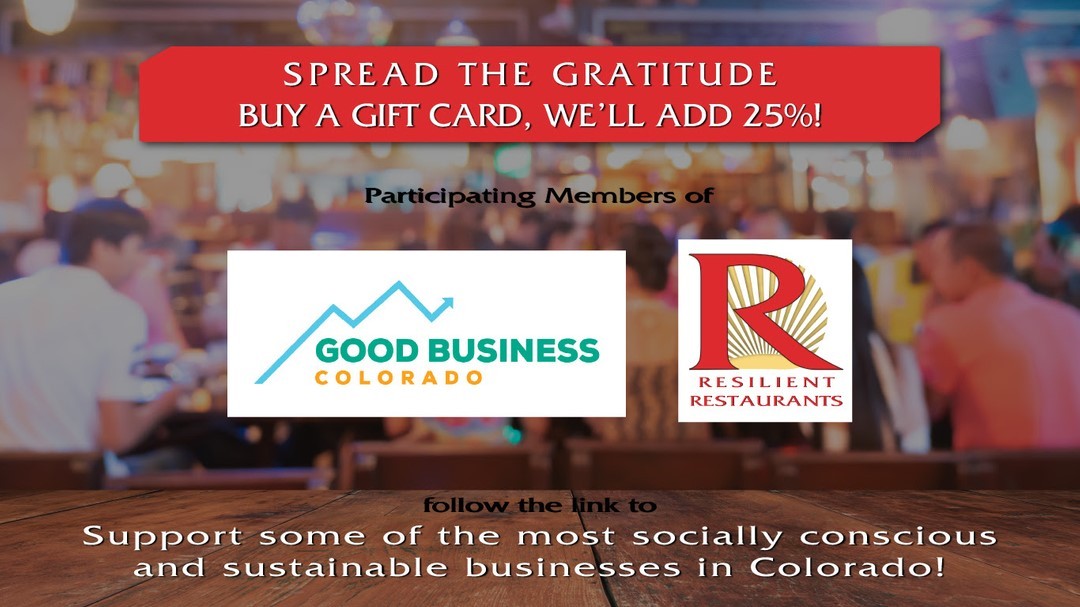 SPREAD THE GRATITUDE
BUY A GIFT CARD, WE'LL ADD 25%!
Participating Members of
GOOD BUSINESS
COLORADO
R
RESILIENT
RESTAURANTS
follow the link to
Support some of the most socially conscious
and sustainable businesses in Colorado!